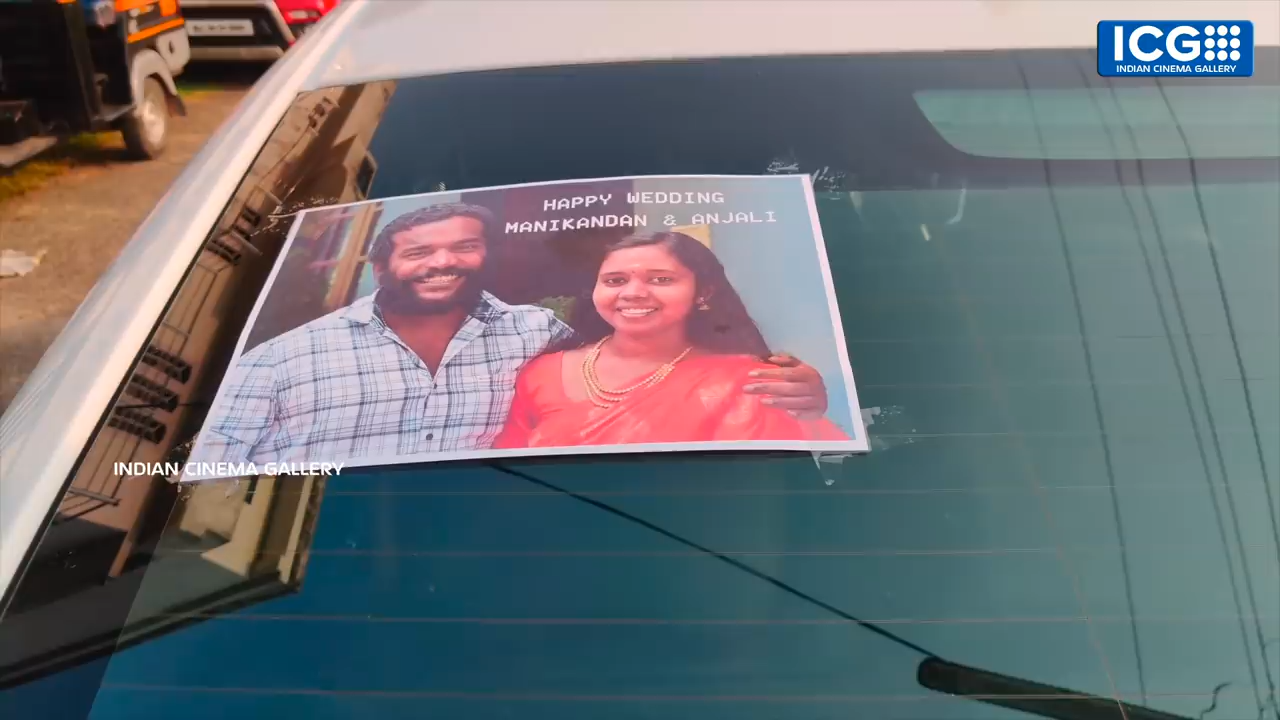 ICG
INDIAN CINEMA GALLERY
HAPPY WEDDING
MANIKANDAN & ANJALI
INDIAN CINEMA GALLERY